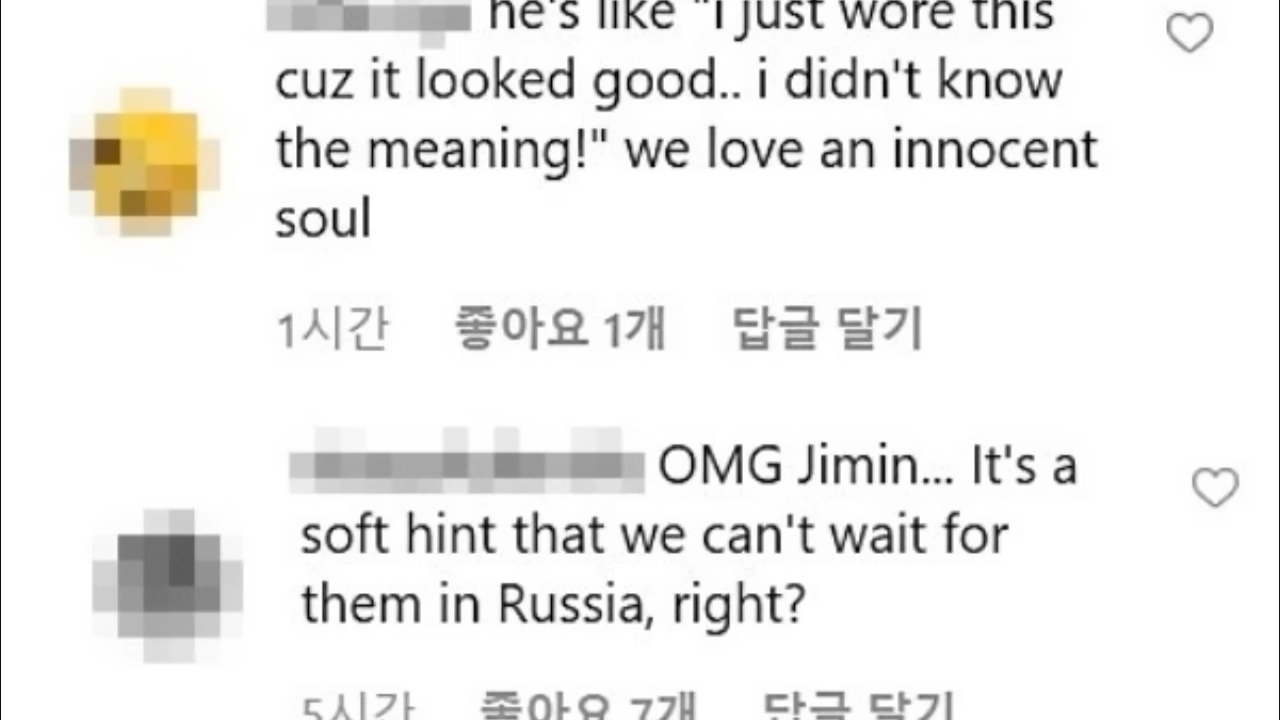 he's like "i just wore this
cuz it looked good.. i didn't know
the meaning!" we love an innocent
soul
1시간 좋아요 1개 답글 달기
OMG Jimin... It's a
soft hint that we can't wait for
them in Russia, right?
5시간 좋아요 7개 답글 달기